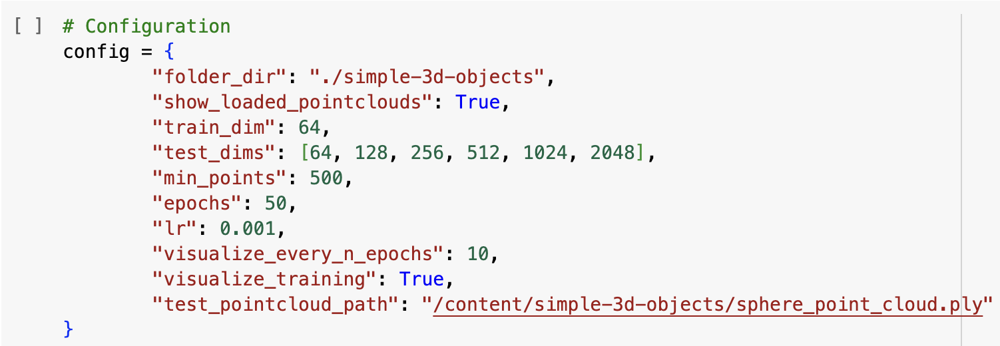 [ ] # Configuration
config = {
"folder_dir": "./simple-3d-objects",
"show_loaded_pointclouds": True,
"train_dim": 64,
"test_dims": [64, 128, 256, 512, 1024, 2048],
"min_points": 500,
"epochs": 50,
"lr": 0.001,
"visualize_every_n_epochs": 10,
"visualize_training": True,
"test_pointcloud_path": "/content/simple-3d-objects/sphere_point_cloud.ply"
}